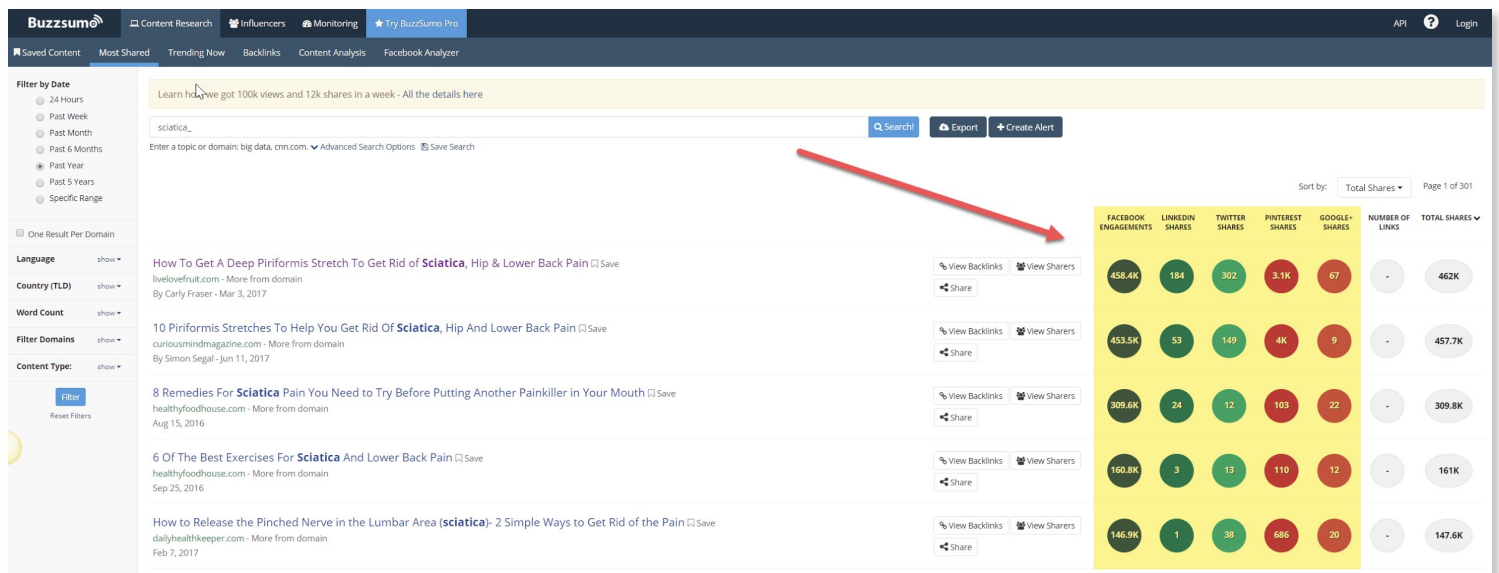 Buzzsumo Content Research Influencers Monitoring Try BuzzSumo Pro API ? Login
Saved Content Most Shared Trending Now Backlinks Content Analysis Facebook Analyzer
Filter by Date
24 Hours
Past Week
Past Month
Past 6 Months
Past Year
Past 5 Years
Specific Range
One Result Per Domain
Language show
Country (TLD) show
Word Count show
Filter Domains show
Content Type: show
Filter
Reset Filters
Learn how we got 100k views and 12k shares in a week - All the details here
sciatica_ Search! Export + Create Alert
Enter a topic or domain: big data, cnn.com. Advanced Search Options Save Search
Sort by: Total Shares Page 1 of 301
FACEBOOK ENGAGEMENTS LINKEDIN SHARES TWITTER SHARES PINTEREST SHARES GOOGLE+ SHARES NUMBER OF LINKS TOTAL SHARES
How To Get A Deep Piriformis Stretch To Get Rid of Sciatica, Hip & Lower Back Pain Save
livelovefruit.com - More from domain
By Carly Fraser - Mar 3, 2017
View Backlinks View Sharers
Share
458.4K 184 302 3.1K 67 - 462K
10 Piriformis Stretches To Help You Get Rid Of Sciatica, Hip And Lower Back Pain Save
curiousmindmagazine.com - More from domain
By Simon Segal - Jun 11, 2017
View Backlinks View Sharers
Share
453.5K 53 149 4K 9 - 457.7K
8 Remedies For Sciatica Pain You Need to Try Before Putting Another Painkiller in Your Mouth Save
healthyfoodhouse.com - More from domain
Aug 15, 2016
View Backlinks View Sharers
Share
309.6K 24 12 103 22 - 309.8K
6 Of The Best Exercises For Sciatica And Lower Back Pain Save
healthyfoodhouse.com - More from domain
Sep 25, 2016
View Backlinks View Sharers
Share
160.8K 3 13 110 12 - 161K
How to Release the Pinched Nerve in the Lumbar Area (sciatica)- 2 Simple Ways to Get Rid of the Pain Save
dailyhealthkeeper.com - More from domain
Feb 7, 2017
View Backlinks View Sharers
Share
146.9K 1 38 686 20 - 147.6K